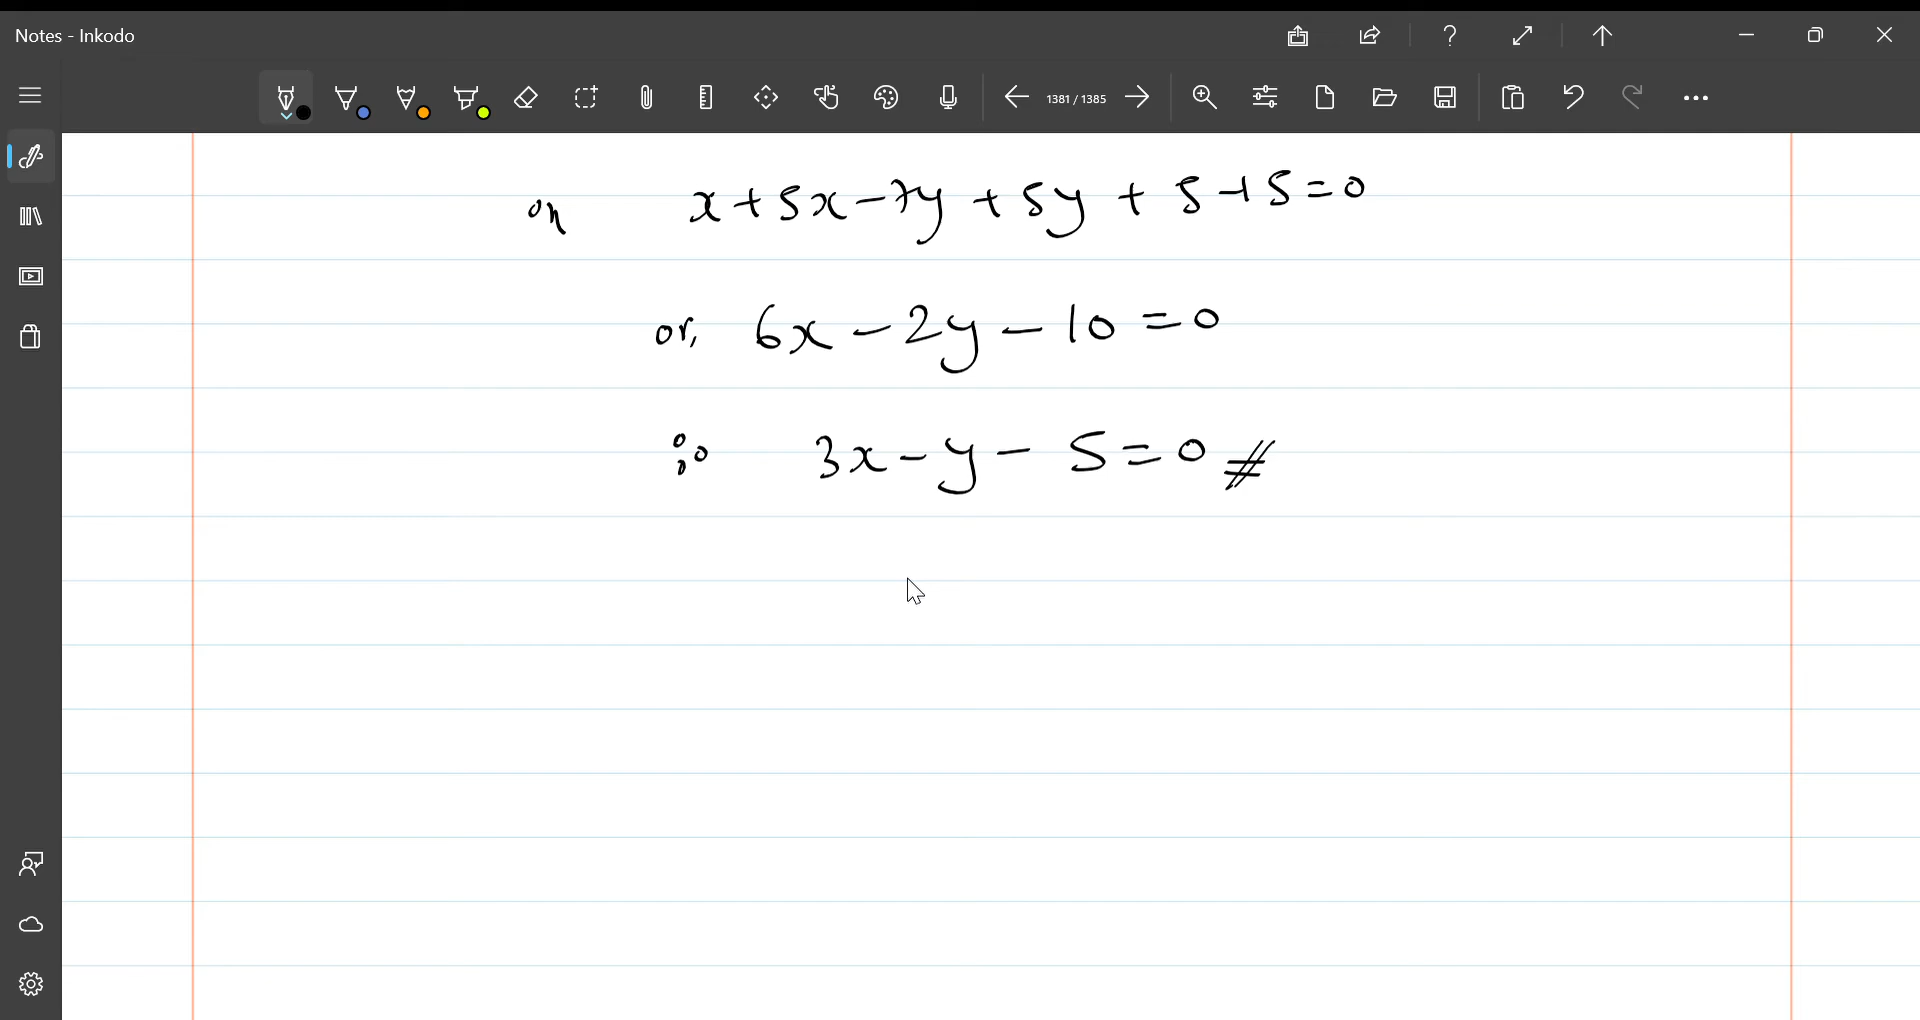 Notes - Inkodo
1381 / 1385
or x + 5x - 7y + 5y + 5 - 15 = 0
or, 6x - 2y - 10 = 0
∴ 3x - y - 5 = 0 #